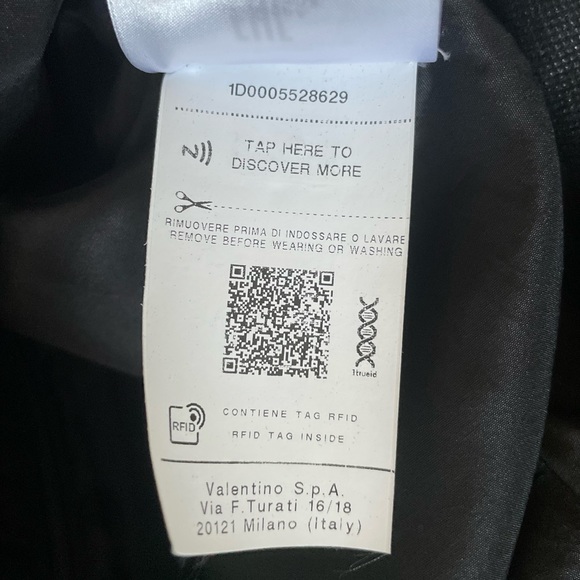 1D0005528629
TAP HERE TO
DISCOVER MORE
RIMUOVERE PRIMA DI INDOSSARE O LAVARE
REMOVE BEFORE WEARING OR WASHING
1trueid
RFID
CONTIENE TAG RFID
RFID TAG INSIDE
Valentino S.p.A.
Via F.Turati 16/18
20121 Milano (Italy)